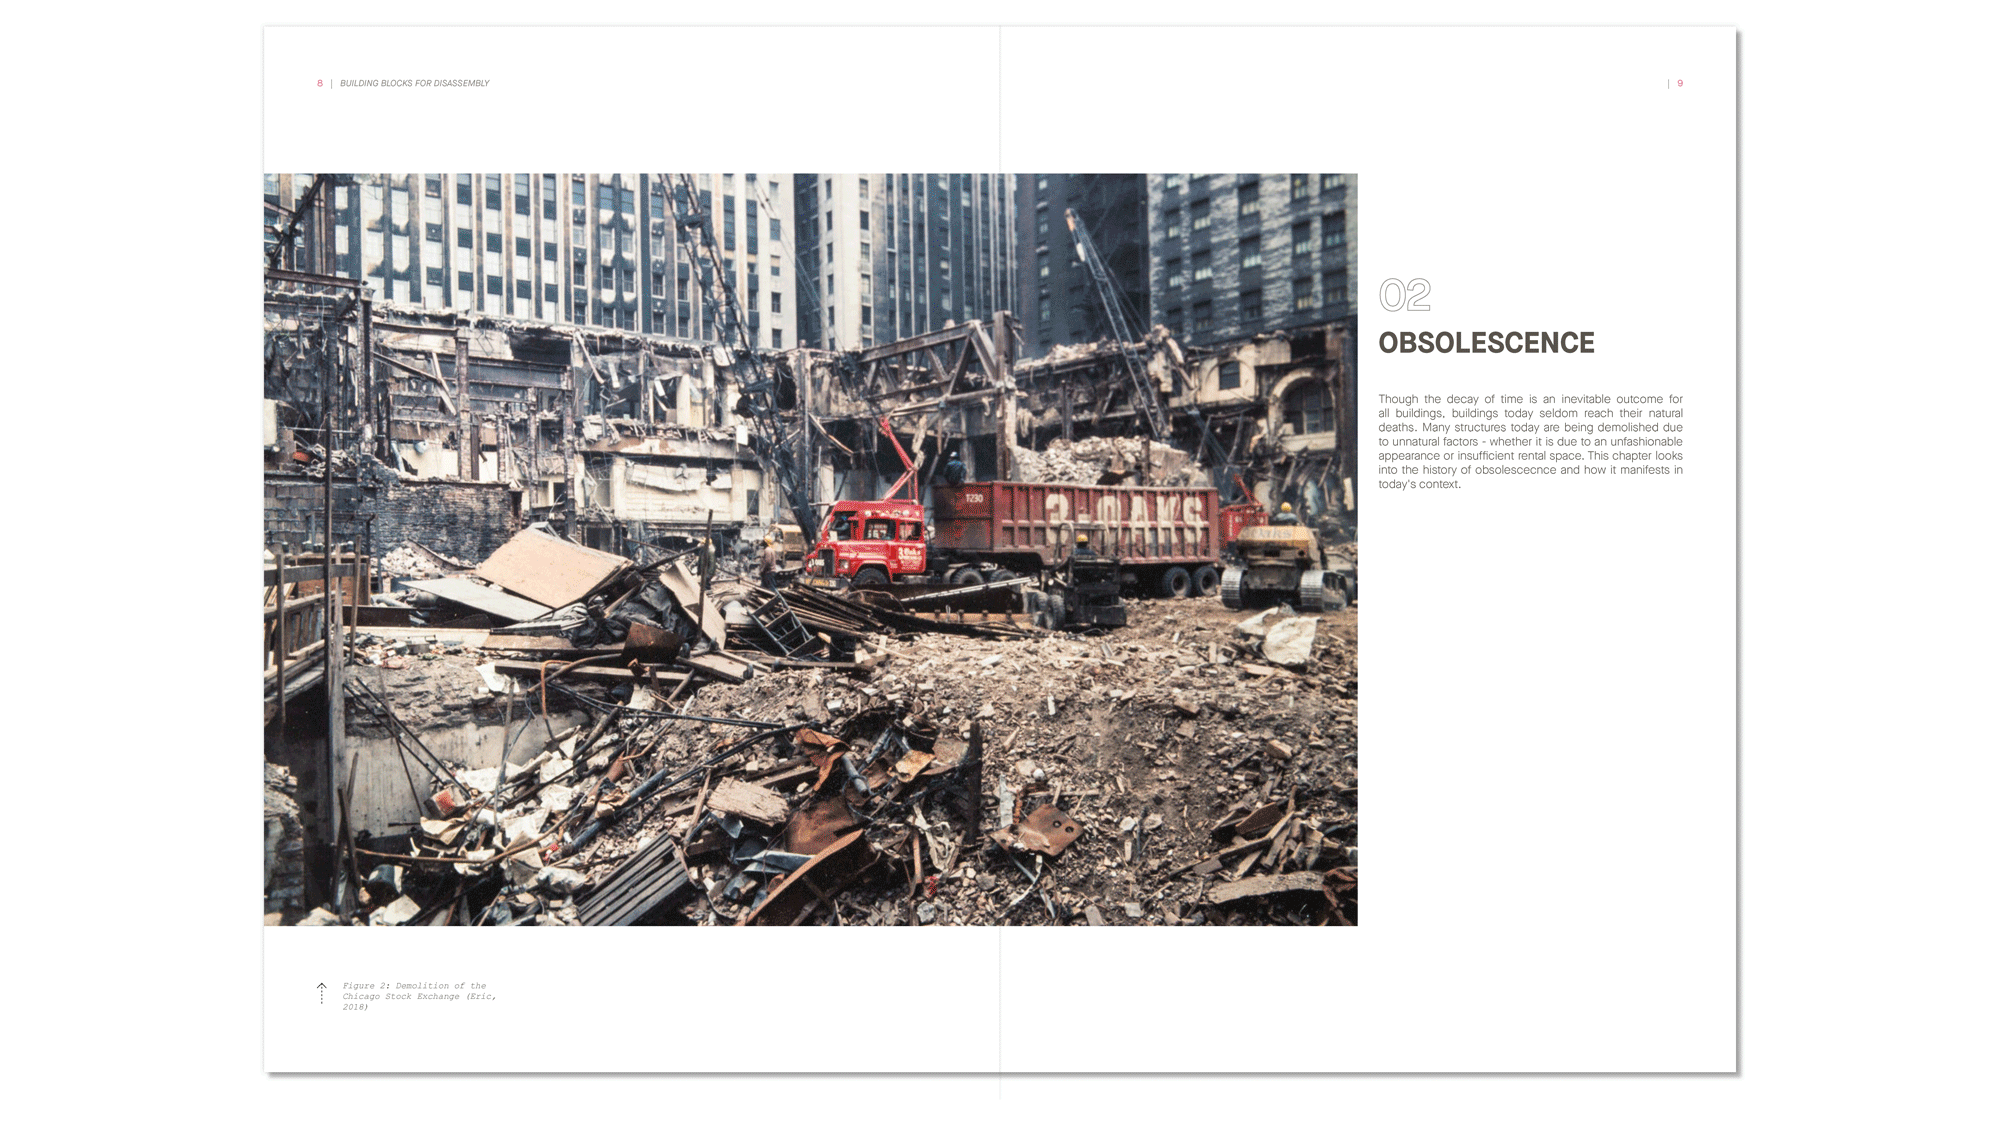 8 | BUILDING BLOCKS FOR DISASSEMBLY
| 9
T230
3-OAKS
3 Oaks
02
OBSOLESCENCE
Though the decay of time is an inevitable outcome for
all buildings, buildings today seldom reach their natural
deaths. Many structures today are being demolished due
to unnatural factors - whether it is due to an unfashionable
appearance or insufficient rental space. This chapter looks
into the history of obsolescecnce and how it manifests in
today's context.
Figure 2: Demolition of the
Chicago Stock Exchange (Eric,
2018)